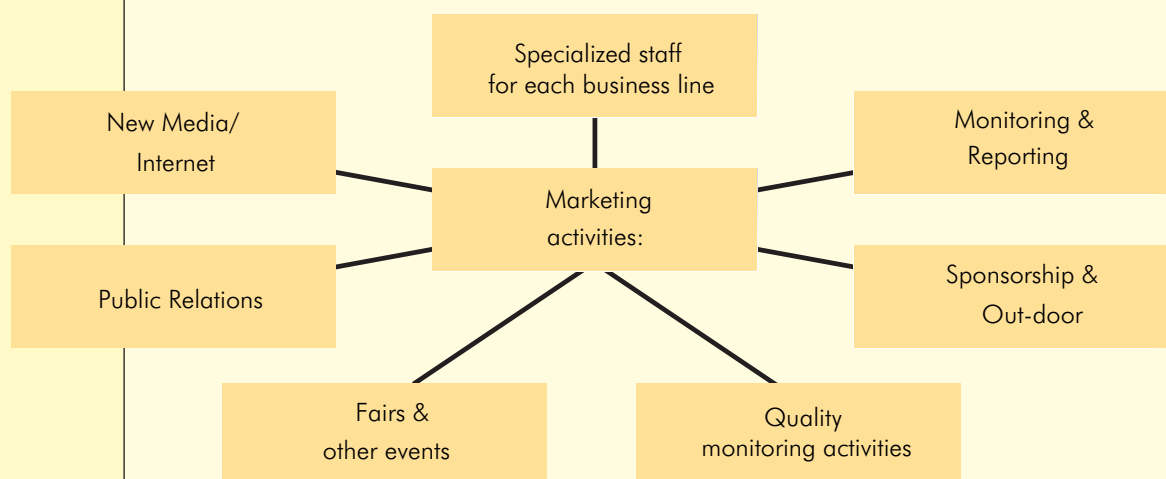 Specialized staff
for each business line
New Media/
Internet
Monitoring &
Reporting
Marketing
activities:
Public Relations
Sponsorship &
Out-door
Fairs &
other events
Quality
monitoring activities